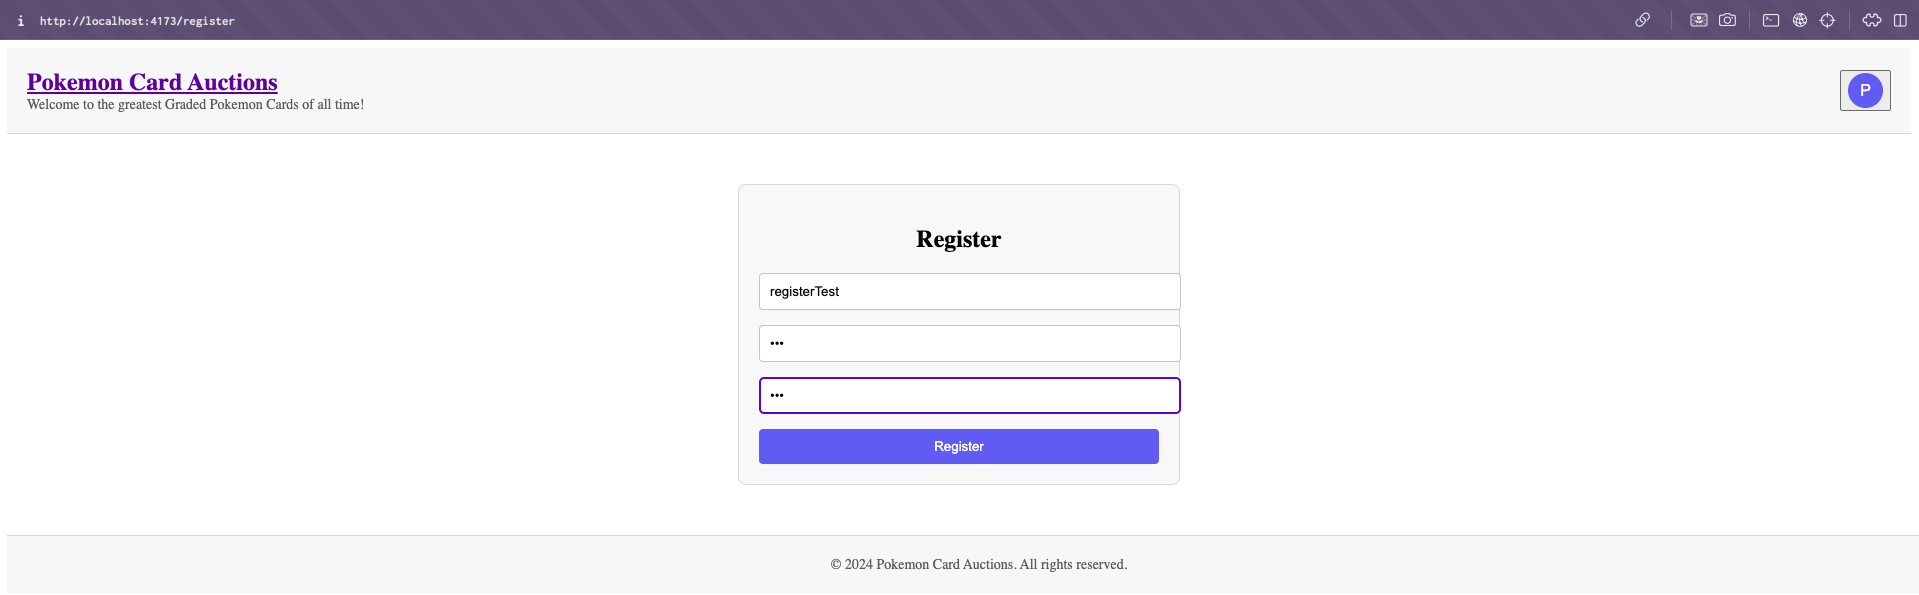 i http://localhost:4173/register
Pokemon Card Auctions
Welcome to the greatest Graded Pokemon Cards of all time!
P
Register
registerTest
•••
•••
Register
© 2024 Pokemon Card Auctions. All rights reserved.